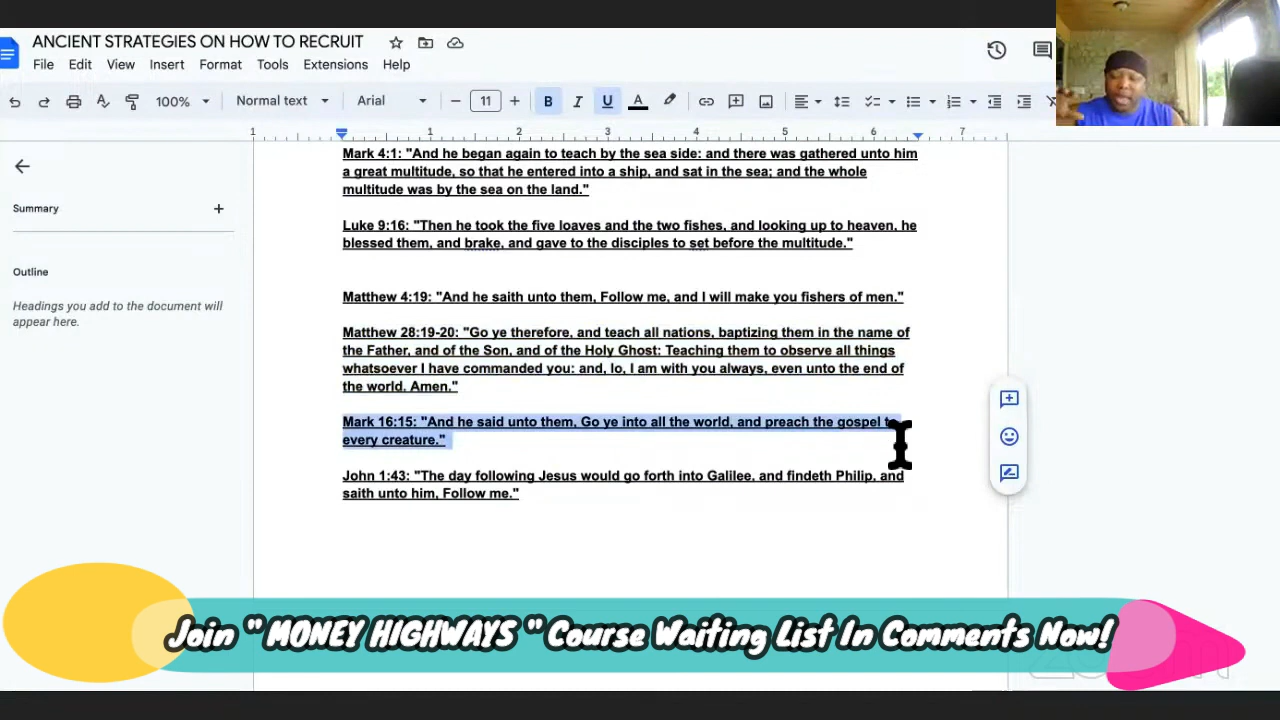 ANCIENT STRATEGIES ON HOW TO RECRUIT
File Edit View Insert Format Tools Extensions Help
100% Normal text Arial 11 B I U A
1 1 2 3 4 5 6 7
Summary
Outline
Headings you add to the document will
appear here.
Mark 4:1: "And he began again to teach by the sea side: and there was gathered unto him
a great multitude, so that he entered into a ship, and sat in the sea; and the whole
multitude was by the sea on the land."
Luke 9:16: "Then he took the five loaves and the two fishes, and looking up to heaven, he
blessed them, and brake, and gave to the disciples to set before the multitude."
Matthew 4:19: "And he saith unto them, Follow me, and I will make you fishers of men."
Matthew 28:19-20: "Go ye therefore, and teach all nations, baptizing them in the name of
the Father, and of the Son, and of the Holy Ghost: Teaching them to observe all things
whatsoever I have commanded you: and, lo, I am with you always, even unto the end of
the world. Amen."
Mark 16:15: "And he said unto them, Go ye into all the world, and preach the gospel to
every creature."
John 1:43: "The day following Jesus would go forth into Galilee, and findeth Philip, and
saith unto him, Follow me."
Join " MONEY HIGHWAYS " Course Waiting List In Comments Now!